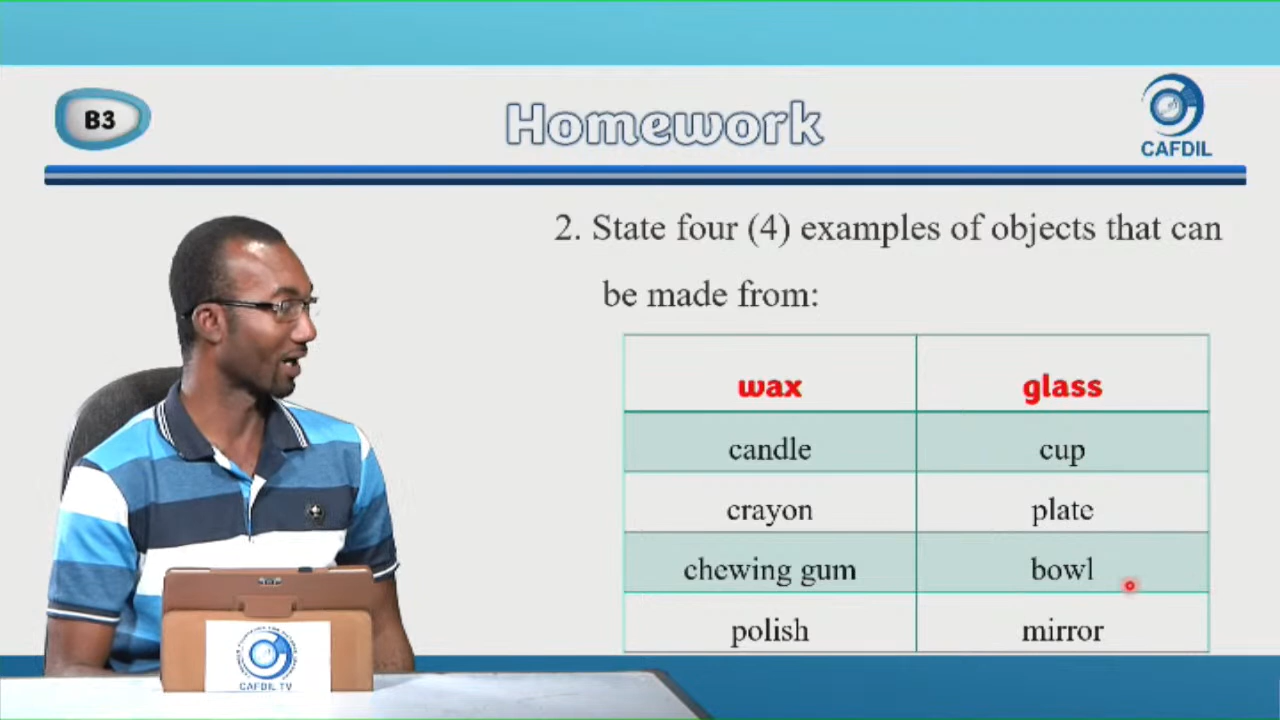 B3
Homework
CAFDIL
2. State four (4) examples of objects that can
be made from:
wax glass
candle cup
crayon plate
chewing gum bowl
polish mirror
CAFDIL TV